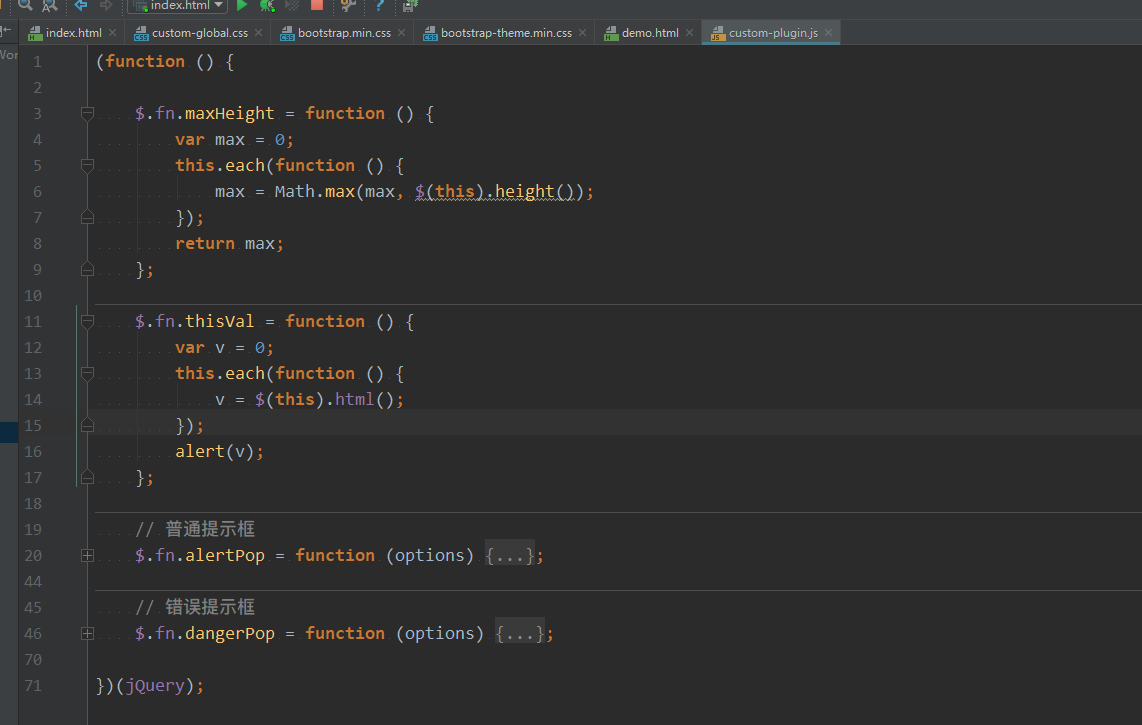 index.html
index.html
custom-global.css
bootstrap.min.css
bootstrap-theme.min.css
demo.html
custom-plugin.js
Wor
1 (function () {
2
3 $.fn.maxHeight = function () {
4 var max = 0;
5 this.each(function () {
6 max = Math.max(max, $(this).height());
7 });
8 return max;
9 };
10
11 $.fn.thisVal = function () {
12 var v = 0;
13 this.each(function () {
14 v = $(this).html();
15 });
16 alert(v);
17 };
18
19 // 普通提示框
20 $.fn.alertPop = function (options) {...};
44
45 // 错误提示框
46 $.fn.dangerPop = function (options) {...};
70
71 })(jQuery);